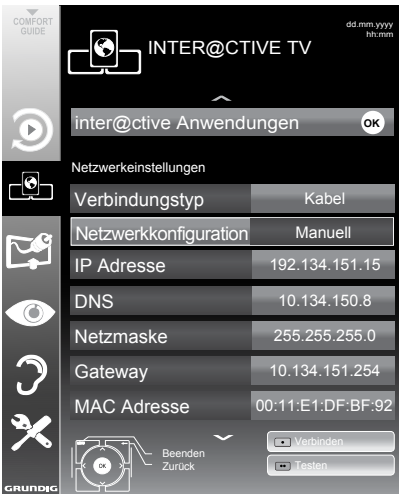 COMFORT
GUIDE
INTER@CTIVE TV
dd.mm.yyyy
hh:mm
inter@ctive Anwendungen OK
Netzwerkeinstellungen
Verbindungstyp Kabel
Netzwerkkonfiguration Manuell
IP Adresse 192.134.151.15
DNS 10.134.150.8
Netzmaske 255.255.255.0
Gateway 10.134.151.254
MAC Adresse 00:11:E1:DF:BF:92
OK
Beenden
Zurück
Verbinden
Testen
GRUNDIG